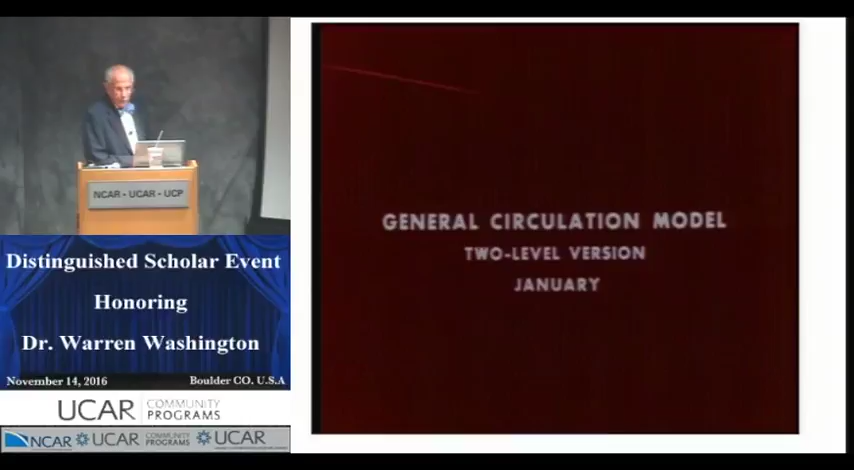 NCAR - UCAR - UCP
Distinguished Scholar Event
Honoring
Dr. Warren Washington
November 14, 2016
Boulder CO. U.S.A
UCAR
COMMUNITY
PROGRAMS
NCAR
UCAR
COMMUNITY
PROGRAMS
UCAR
GENERAL CIRCULATION MODEL
TWO-LEVEL VERSION
JANUARY